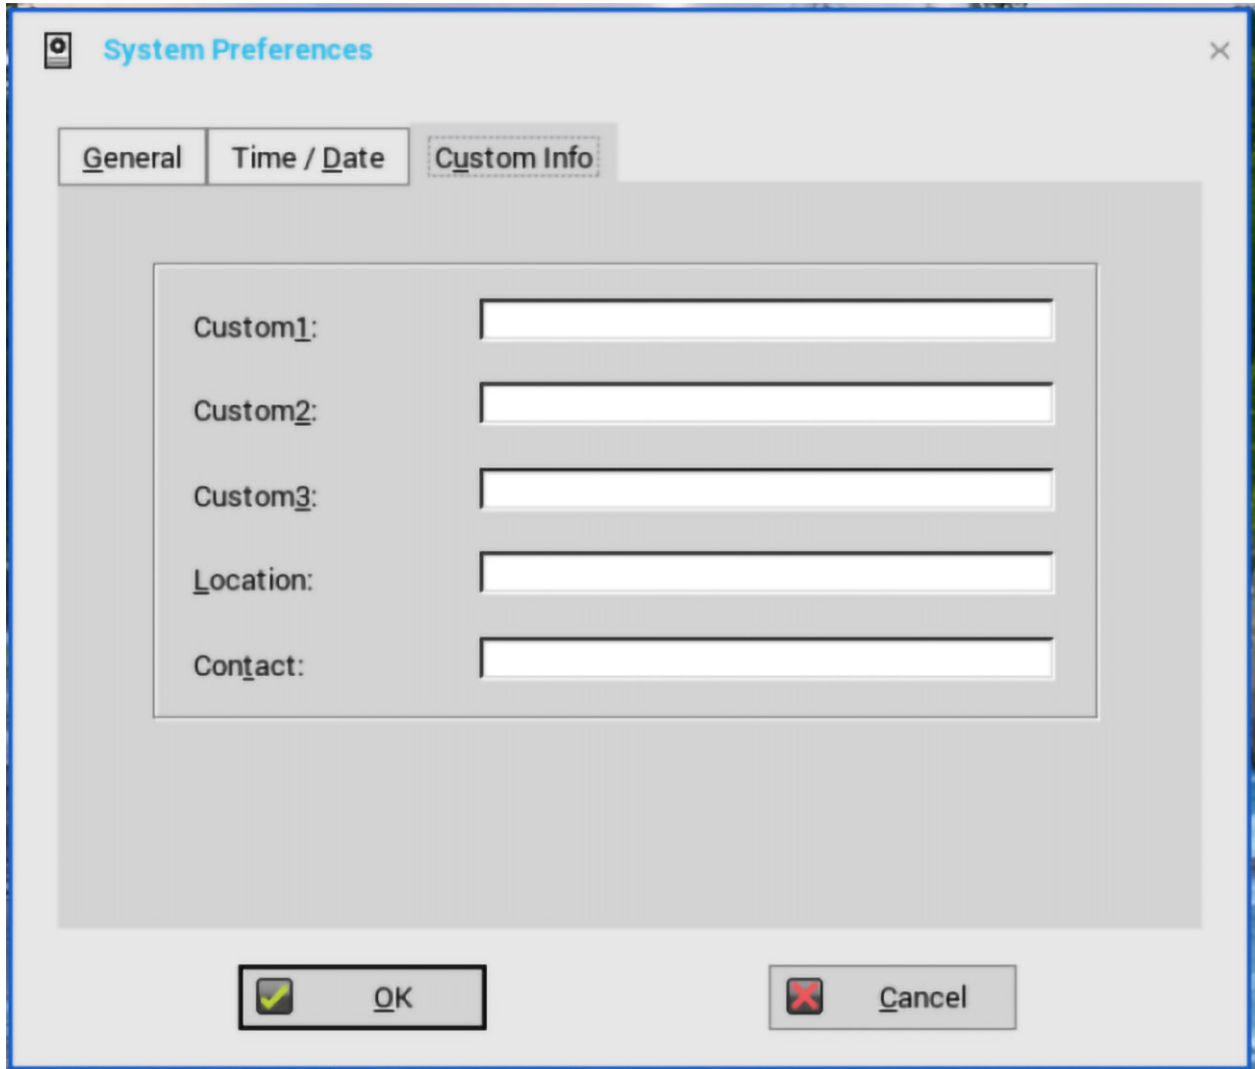 System Preferences
General
Time / Date
Custom Info
Custom1:
Custom2:
Custom3:
Location:
Contact:
OK
Cancel